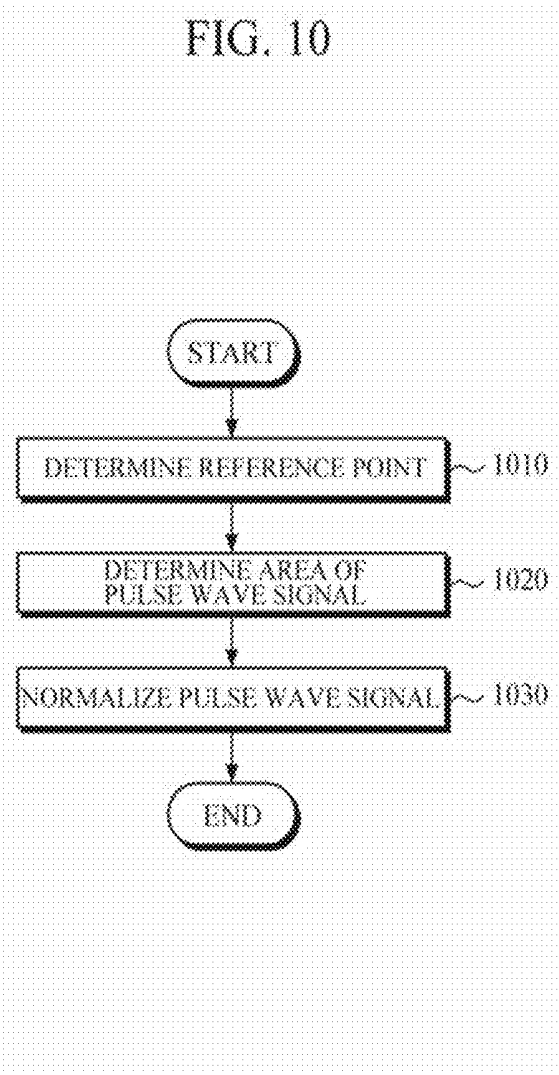 FIG. 10
START
DETERMINE REFERENCE POINT
1010
DETERMINE AREA OF
PULSE WAVE SIGNAL
1020
NORMALIZE PULSE WAVE SIGNAL
1030
END